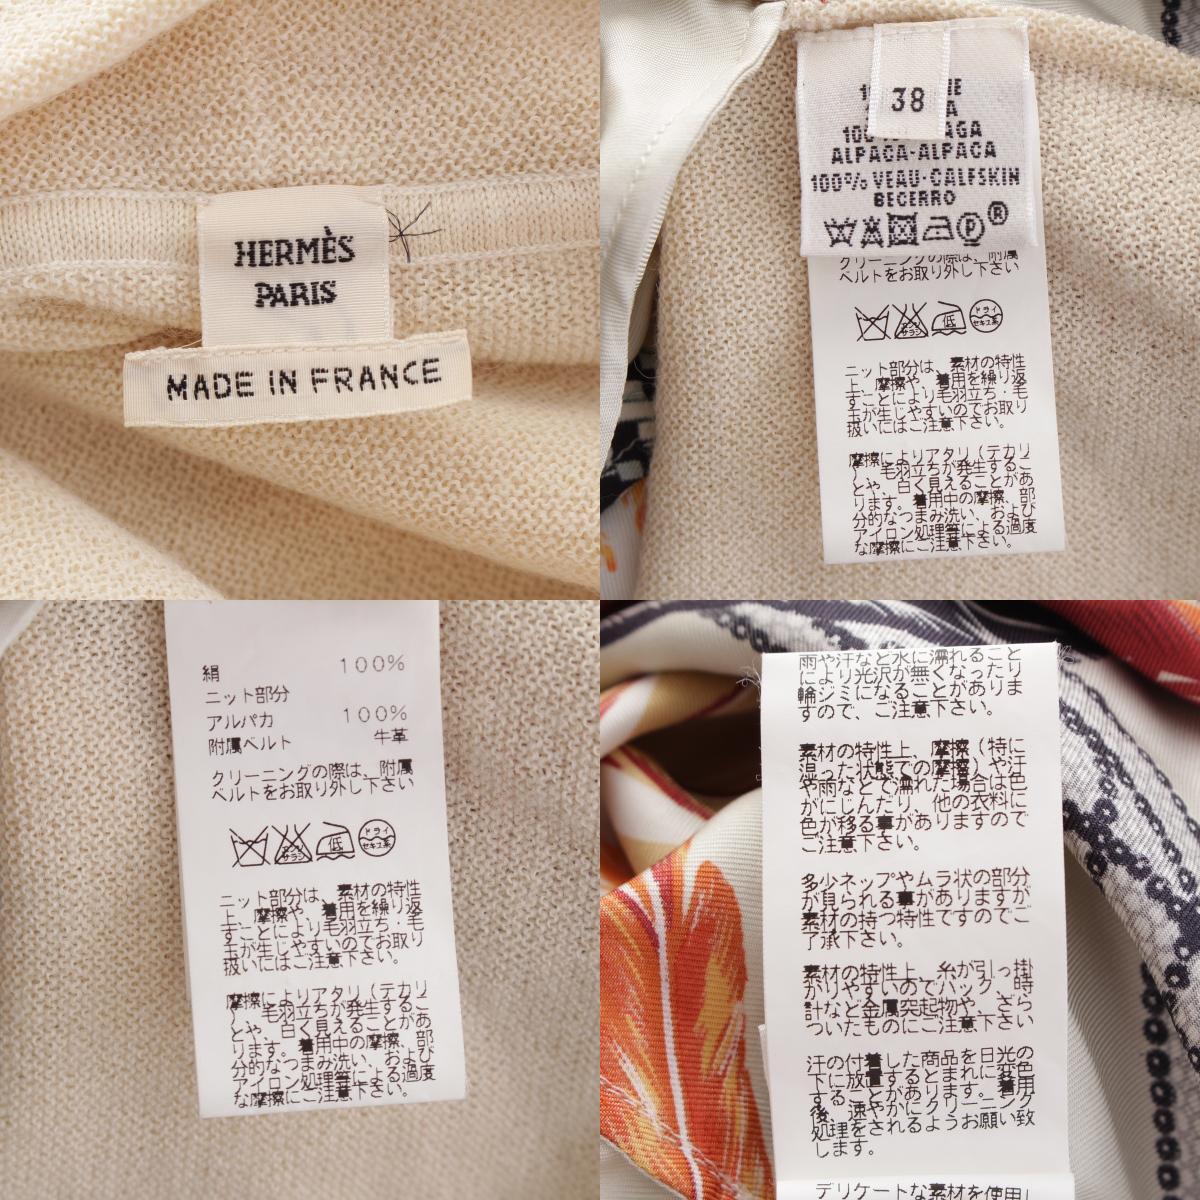 HERMÈS
PARIS
MADE IN FRANCE
38
ALPACA-ALPACA
100% VEAU-CALFSKIN
BECERRO
®
クリーニングの際は、附属
ベルトをお取り外し下さい
エンソ
サラシ
低
ドライ
セキユ系
ニット部分は、素材の特性
上、摩擦や、着用を繰り返
すことにより毛羽立ち・毛
玉が生じやすいのでお取り
扱いにはご注意下さい。
摩擦によりアタリ（テカリ
）、毛羽立ちが発生するこ
とや、白く見えることがあ
ります。着用中の摩擦、部
分的なつまみ洗い、および
アイロン処理等による過度
な摩擦にご注意下さい。
絹 100%
ニット部分
アルパカ 100%
附属ベルト 牛革
クリーニングの際は、附属
ベルトをお取り外し下さい
エンソ
サラシ
低
ドライ
セキユ系
ニット部分は、素材の特性
上、摩擦や、着用を繰り返
すことにより毛羽立ち・毛
玉が生じやすいのでお取り
扱いにはご注意下さい。
摩擦によりアタリ（テカリ
）、毛羽立ちが発生するこ
とや、白く見えることがあ
ります。着用中の摩擦、部
分的なつまみ洗い、および
アイロン処理等による過度
な摩擦にご注意下さい。
雨や汗など水に濡れること
により光沢が無くなったり
輪ジミになることがありま
すので、ご注意下さい。
素材の特性上、摩擦（特に
湿った状態での摩擦）や汗
や雨などで濡れた場合は色
がにじんだり、他の衣料に
色が移る事がありますので
ご注意下さい。
多少ネップやムラ状の部分
が見られる事がありますが
素材の持つ特性ですのでご
了承下さい。
素材の特性上、糸が引っ掛
かりやすいのでバック、時
計など金属突起物や、ざら
ついたものにご注意下さい
汗の付着した商品を日光の
下に放置するとまれに変色
することがあります。着用
後、速やかにクリーニング
処理をされるようお願い致
します。
デリケートな素材を使用し